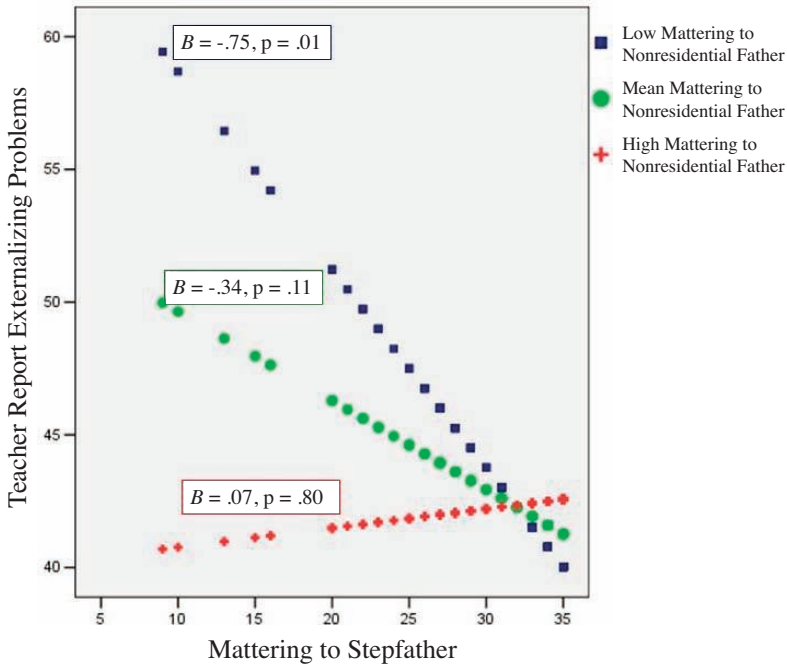 Teacher Report Externalizing Problems
60
55
50
45
40
B = -.75, p = .01
B = -.34, p = .11
B = .07, p = .80
5
10
15
20
25
30
35
Mattering to Stepfather
Low Mattering to
Nonresidential Father
Mean Mattering to
Nonresidential Father
High Mattering to
Nonresidential Father